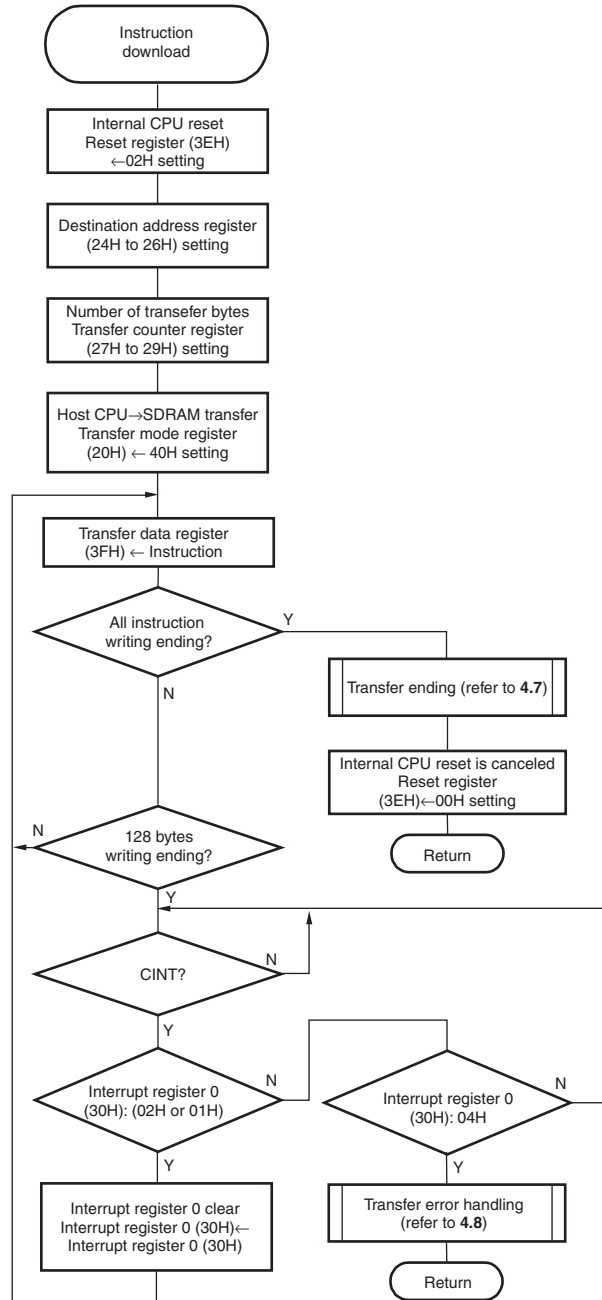 Instruction
download
Internal CPU reset
Reset register (3EH)
←02H setting
Destination address register
(24H to 26H) setting
Number of transefer bytes
Transfer counter register
(27H to 29H) setting
Host CPU→SDRAM transfer
Transfer mode register
(20H) ← 40H setting
Transfer data register
(3FH) ← Instruction
All instruction
writing ending?
Y
N
Transfer ending (refer to 4.7)
Internal CPU reset is canceled
Reset register
(3EH)←00H setting
Return
N
128 bytes
writing ending?
Y
CINT?
N
Y
Interrupt register 0
(30H): (02H or 01H)
N
Y
Interrupt register 0
(30H): 04H
N
Y
Interrupt register 0 clear
Interrupt register 0 (30H)←
Interrupt register 0 (30H)
Transfer error handling
(refer to 4.8)
Return